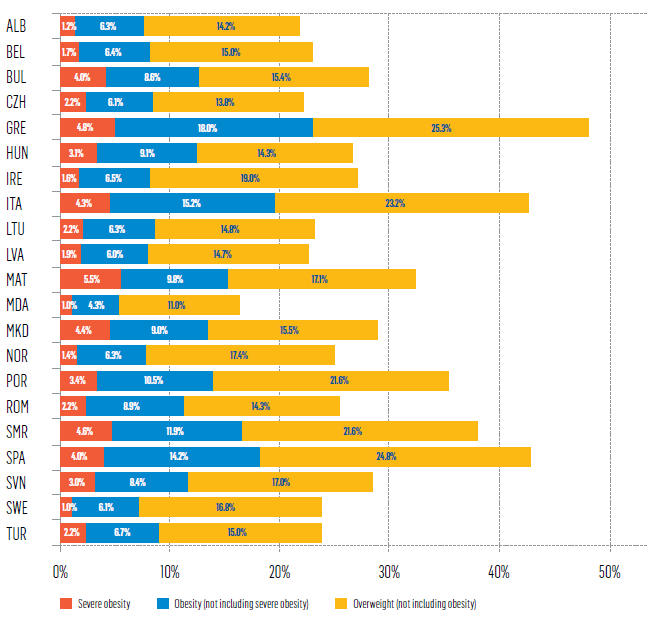 ALB 1.2% 6.3% 14.2%
BEL 1.7% 6.4% 15.0%
BUL 4.0% 8.6% 15.4%
CZH 2.2% 6.1% 13.8%
GRE 4.8% 18.0% 25.3%
HUN 3.1% 9.1% 14.3%
IRE 1.6% 6.5% 19.0%
ITA 4.3% 15.2% 23.2%
LTU 2.2% 6.3% 14.8%
LVA 1.9% 6.0% 14.7%
MAT 5.5% 9.8% 17.1%
MDA 1.0% 4.3% 11.0%
MKD 4.4% 9.0% 15.5%
NOR 1.4% 6.3% 17.4%
POR 3.4% 10.5% 21.6%
ROM 2.2% 8.9% 14.3%
SMR 4.6% 11.9% 21.6%
SPA 4.0% 14.2% 24.8%
SVN 3.0% 8.4% 17.0%
SWE 1.0% 6.1% 16.8%
TUR 2.2% 6.7% 15.0%
0% 10% 20% 30% 40% 50%
Severe obesity Obesity (not including severe obesity) Overweight (not including obesity)